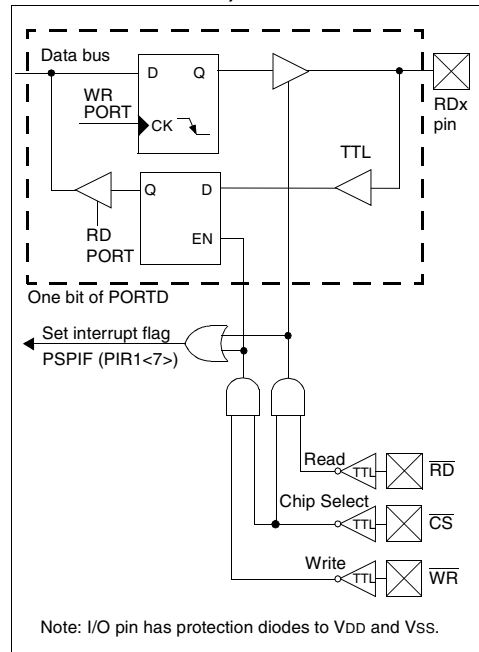 Data bus
D Q
WR
PORT
CK
RDx
pin
TTL
Q D
EN
RD
PORT
One bit of PORTD
Set interrupt flag
PSPIF (PIR1<7>)
Read
TTL
RD
Chip Select
TTL
CS
Write
TTL
WR
Note: I/O pin has protection diodes to VDD and VSS.